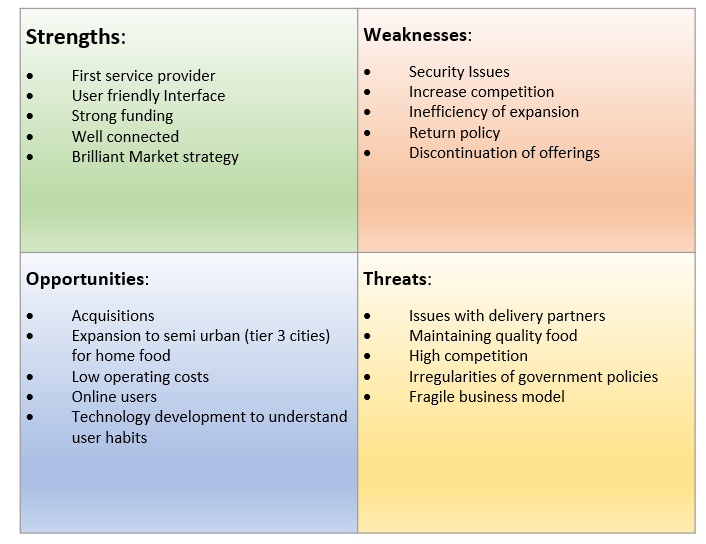 Strengths:
• First service provider
• User friendly Interface
• Strong funding
• Well connected
• Brilliant Market strategy
Weaknesses:
• Security Issues
• Increase competition
• Inefficiency of expansion
• Return policy
• Discontinuation of offerings
Opportunities:
• Acquisitions
• Expansion to semi urban (tier 3 cities)
for home food
• Low operating costs
• Online users
• Technology development to understand
user habits
Threats:
• Issues with delivery partners
• Maintaining quality food
• High competition
• Irregularities of government policies
• Fragile business model